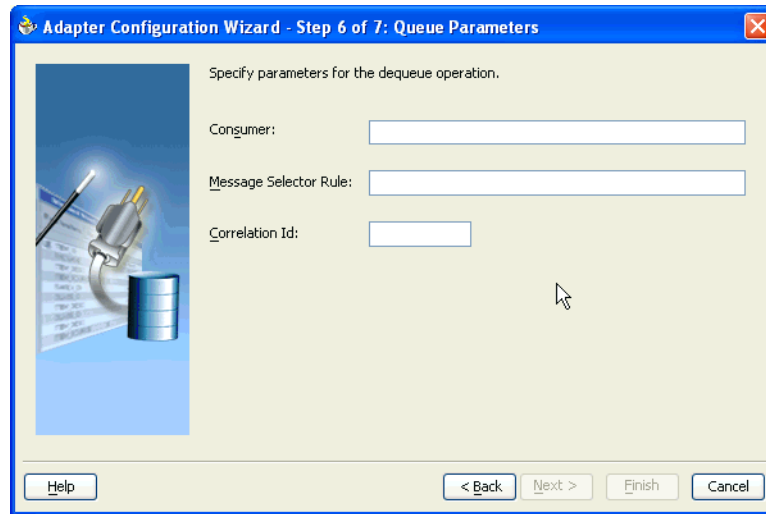 Adapter Configuration Wizard - Step 6 of 7: Queue Parameters
Specify parameters for the dequeue operation.
Consumer:
Message Selector Rule:
Correlation Id:
Help
< Back
Next >
Finish
Cancel